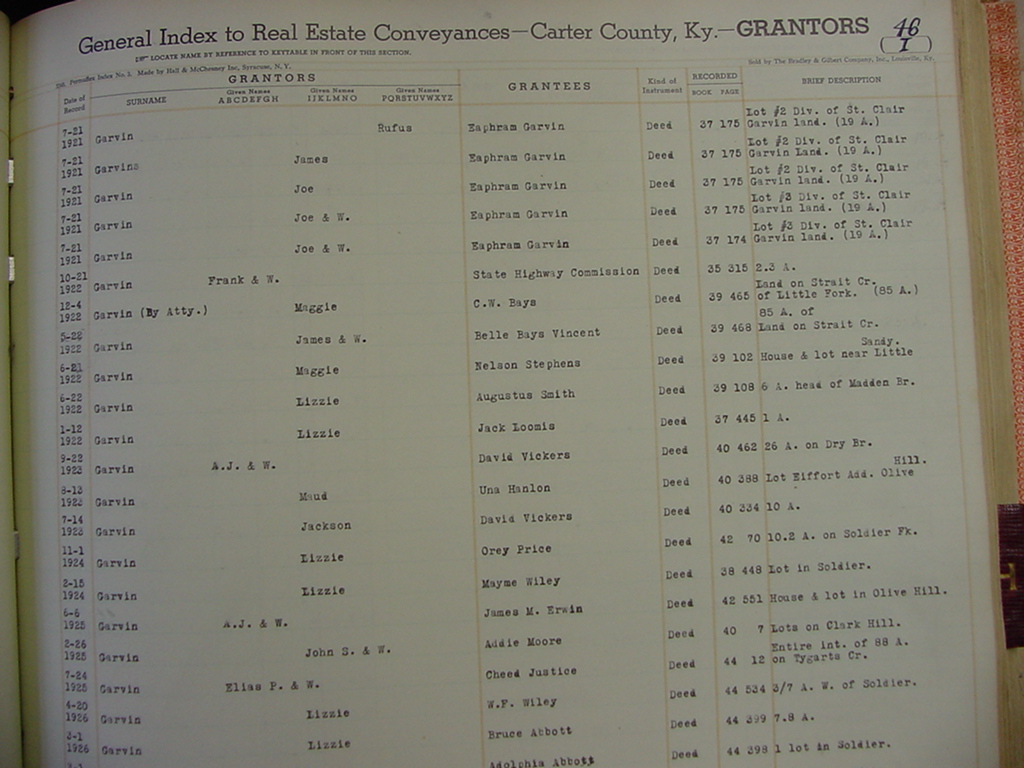 General Index to Real Estate Conveyances—Carter County, Ky.—GRANTORS
46
I
LOCATE NAME BY REFERENCE TO KEYTABLE IN FRONT OF THIS SECTION.
Index No. 2. Made by Hall & McChesney Inc, Syracuse, N. Y.
Sold by The Bradley & Gilbert Company, Inc., Louisville, Ky.
GRANTORS
Date of Record
SURNAME
Given Names ABCDEFGH
Given Names IJKLMNO
Given Names PQRSTUVWXYZ
GRANTEES
Kind of Instrument
RECORDED
BOOK PAGE
BRIEF DESCRIPTION
7-21 1921 Garvin Rufus Eaphram Garvin Deed 37 175 Lot #2 Div. of St. Clair Garvin land. (19 A.)
7-21 1921 Garvins James Eaphram Garvin Deed 37 175 Lot #2 Div. of St. Clair Garvin Land. (19 A.)
7-21 1921 Garvin Joe Eaphram Garvin Deed 37 175 Lot #2 Div. of St. Clair Garvin land. (19 A.)
7-21 1921 Garvin Joe & W. Eaphram Garvin Deed 37 175 Lot #3 Div. of St. Clair Garvin land. (19 A.)
7-21 1921 Garvin Joe & W. Eaphram Garvin Deed 37 174 Lot #3 Div. of St. Clair Garvin land. (19 A.)
10-21 1922 Garvin Frank & W. State Highway Commission Deed 35 315 2.3 A.
12-4 1922 Garvin (By Atty.) Maggie C.W. Bays Deed 39 465 Land on Strait Cr. of Little Fork. (85 A.)
5-22 1922 Garvin James & W. Belle Bays Vincent Deed 39 468 85 A. of Land on Strait Cr.
6-21 1922 Garvin Maggie Nelson Stephens Deed 39 102 House & lot near Little Sandy.
6-22 1922 Garvin Lizzie Augustus Smith Deed 39 108 6 A. head of Madden Br.
1-12 1922 Garvin Lizzie Jack Loomis Deed 37 445 1 A.
9-22 1923 Garvin A.J. & W. David Vickers Deed 40 462 26 A. on Dry Br.
8-13 1923 Garvin Maud Una Hanlon Deed 40 388 Lot Eiffort Add. Olive Hill.
7-14 1923 Garvin Jackson David Vickers Deed 40 334 10 A.
11-1 1924 Garvin Lizzie Orey Price Deed 42 70 10.2 A. on Soldier Fk.
2-15 1924 Garvin Lizzie Mayme Wiley Deed 38 448 Lot in Soldier.
6-6 1925 Garvin A.J. & W. James M. Erwin Deed 42 551 House & lot in Olive Hill.
2-26 1925 Garvin John S. & W. Addie Moore Deed 40 7 Lots on Clark Hill.
7-24 1925 Garvin Elias P. & W. Cheed Justice Deed 44 12 Entire int. of 88 A. on Tygarts Cr.
4-20 1926 Garvin Lizzie W.F. Wiley Deed 44 534 3/7 A. W. of Soldier.
3-1 1926 Garvin Lizzie Bruce Abbott Deed 44 399 7.8 A.
Adolphia Abbott Deed 44 398 1 lot in Soldier.